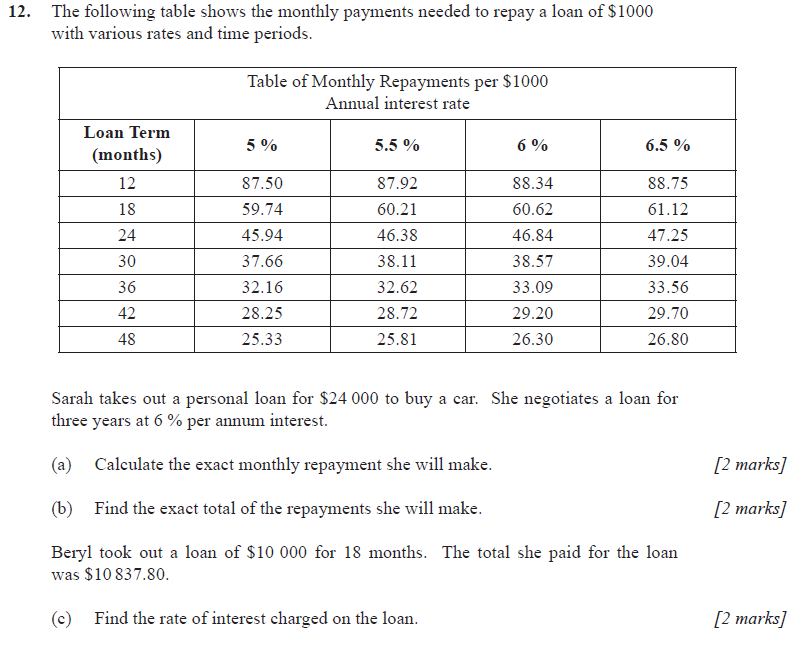 12. The following table shows the monthly payments needed to repay a loan of $1000
with various rates and time periods.
Table of Monthly Repayments per $1000
Annual interest rate
Loan Term
(months) 5 % 5.5 % 6 % 6.5 %
12 87.50 87.92 88.34 88.75
18 59.74 60.21 60.62 61.12
24 45.94 46.38 46.84 47.25
30 37.66 38.11 38.57 39.04
36 32.16 32.62 33.09 33.56
42 28.25 28.72 29.20 29.70
48 25.33 25.81 26.30 26.80
Sarah takes out a personal loan for $24 000 to buy a car. She negotiates a loan for
three years at 6 % per annum interest.
(a) Calculate the exact monthly repayment she will make. [2 marks]
(b) Find the exact total of the repayments she will make. [2 marks]
Beryl took out a loan of $10 000 for 18 months. The total she paid for the loan
was $10 837.80.
(c) Find the rate of interest charged on the loan. [2 marks]